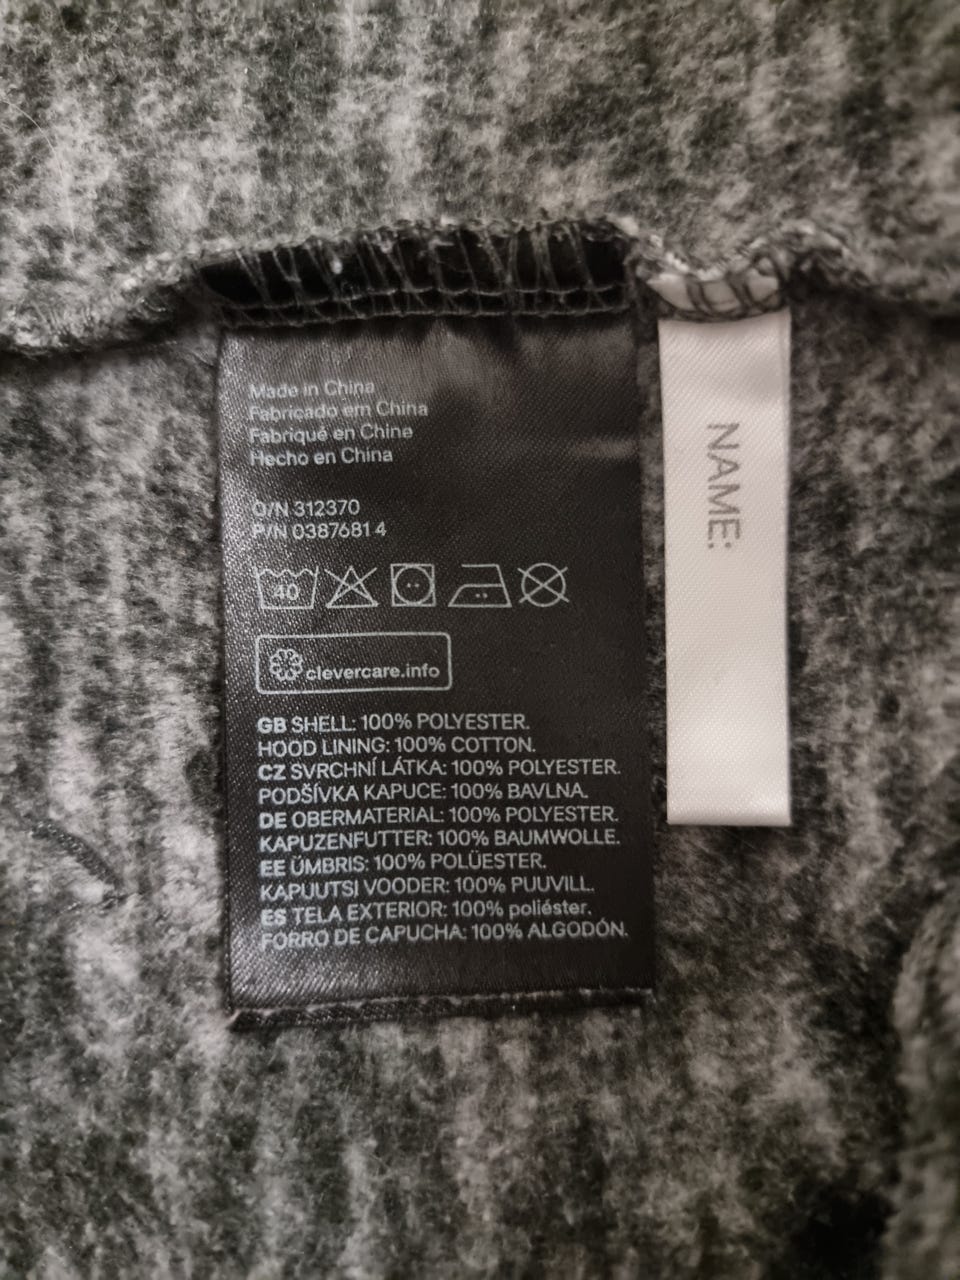 Made in China
Fabricado em China
Fabriqué en Chine
Hecho en China
O/N 312370
P/N 0387681 4
40
clevercare.info
GB SHELL: 100% POLYESTER.
HOOD LINING: 100% COTTON.
CZ SVRCHNÍ LÁTKA: 100% POLYESTER.
PODŠÍVKA KAPUCE: 100% BAVLNA.
DE OBERMATERIAL: 100% POLYESTER.
KAPUZENFUTTER: 100% BAUMWOLLE.
EE ÜMBRIS: 100% POLÜESTER.
KAPUUTSI VOODER: 100% PUUVILL.
ES TELA EXTERIOR: 100% poliéster.
FORRO DE CAPUCHA: 100% ALGODÓN.
NAME: